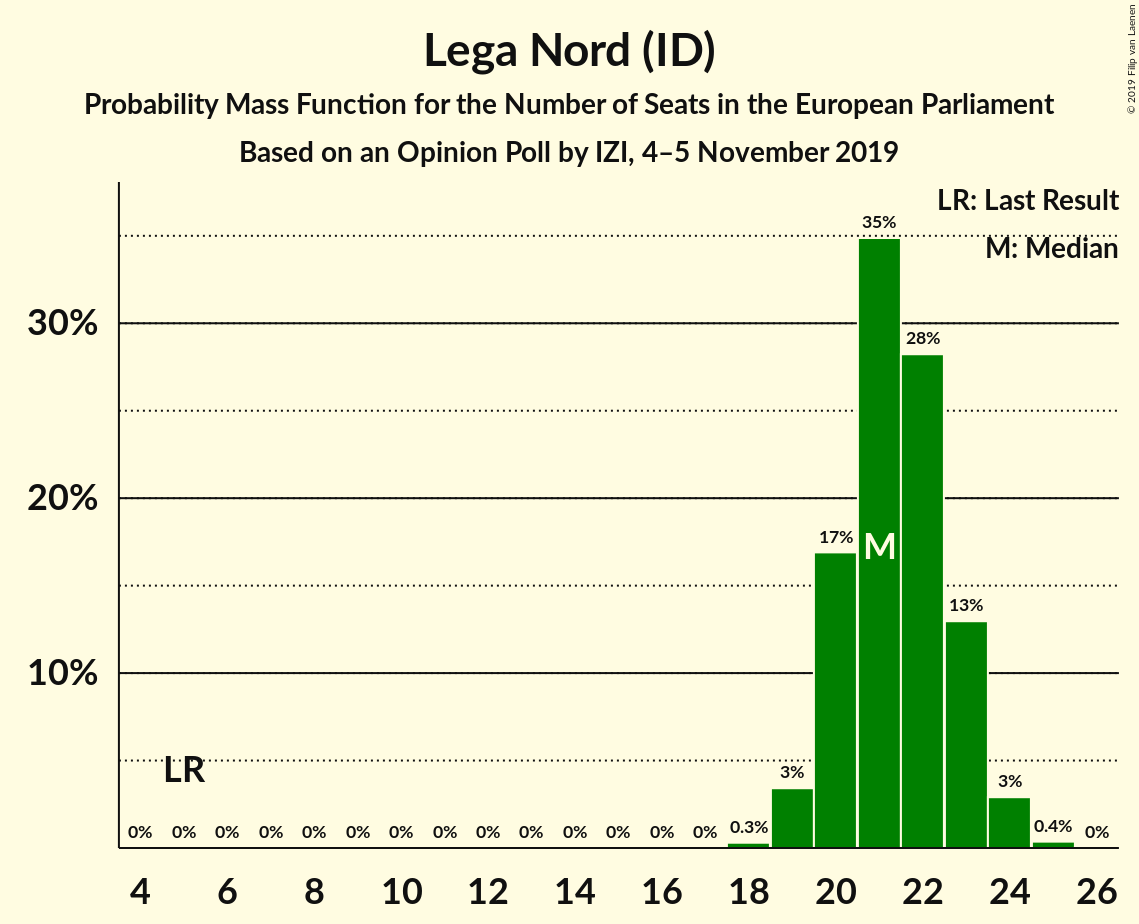 Lega Nord (ID)
Probability Mass Function for the Number of Seats in the European Parliament
Based on an Opinion Poll by IZI, 4–5 November 2019
© 2019 Filip van Laenen
LR: Last Result
M: Median
35%
30%
28%
20%
17%
M
13%
10%
LR
3%
3%
0% 0% 0% 0% 0% 0% 0% 0% 0% 0% 0% 0% 0% 0% 0.3% 0.4% 0%
4 6 8 10 12 14 16 18 20 22 24 26